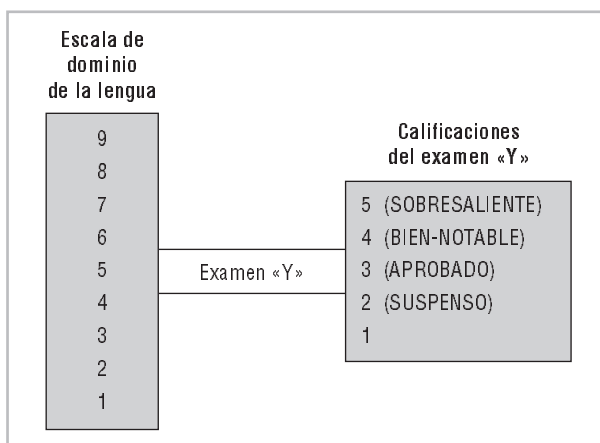 Escala de
dominio
de la lengua
9
8
7
6
5
4
3
2
1
Examen «Y»
Calificaciones
del examen «Y»
5 (SOBRESALIENTE)
4 (BIEN-NOTABLE)
3 (APROBADO)
2 (SUSPENSO)
1